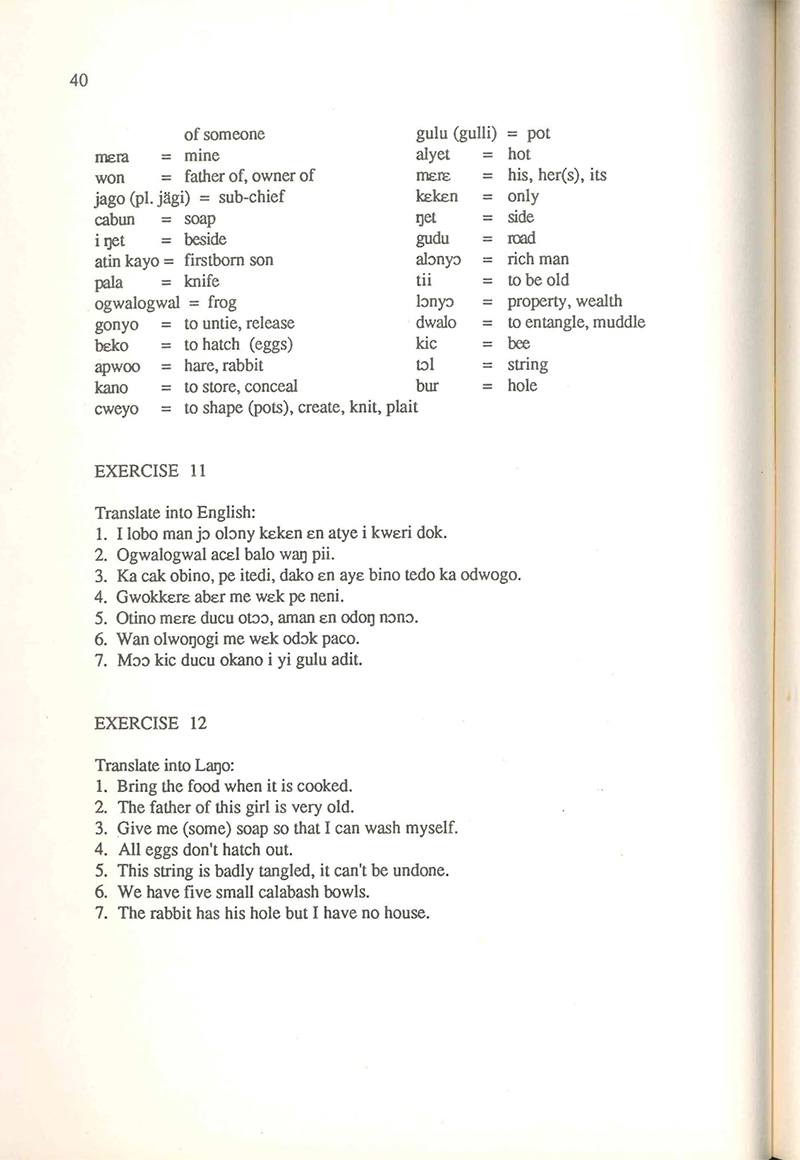 40
of someone
mɛra = mine
won = father of, owner of
jago (pl. jägi) = sub-chief
cabun = soap
i ŋet = beside
atin kayo = firstborn son
pala = knife
ogwalogwal = frog
gonyo = to untie, release
bɛko = to hatch (eggs)
apwoo = hare, rabbit
kano = to store, conceal
cweyo = to shape (pots), create, knit, plait
gulu (gulli) = pot
alyet = hot
mɛrɛ = his, her(s), its
kɛkɛn = only
ŋet = side
gudu = road
alɔnyɔ = rich man
tii = to be old
lɔnyɔ = property, wealth
dwalo = to entangle, muddle
kic = bee
tɔl = string
bur = hole
EXERCISE 11
Translate into English:
1. I lobo man jɔ olɔny kɛkɛn ɛn atye i kwɛri dok.
2. Ogwalogwal acɛl balo waŋ pii.
3. Ka cak obino, pe itedi, dako ɛn ayɛ bino tedo ka odwogo.
4. Gwokkɛrɛ abɛr me wɛk pe neni.
5. Otino mɛrɛ ducu otɔɔ, aman ɛn odoŋ nɔnɔ.
6. Wan olwoŋogi me wɛk odɔk paco.
7. Mɔɔ kic ducu okano i yi gulu adit.
EXERCISE 12
Translate into Laŋo:
1. Bring the food when it is cooked.
2. The father of this girl is very old.
3. Give me (some) soap so that I can wash myself.
4. All eggs don't hatch out.
5. This string is badly tangled, it can't be undone.
6. We have five small calabash bowls.
7. The rabbit has his hole but I have no house.